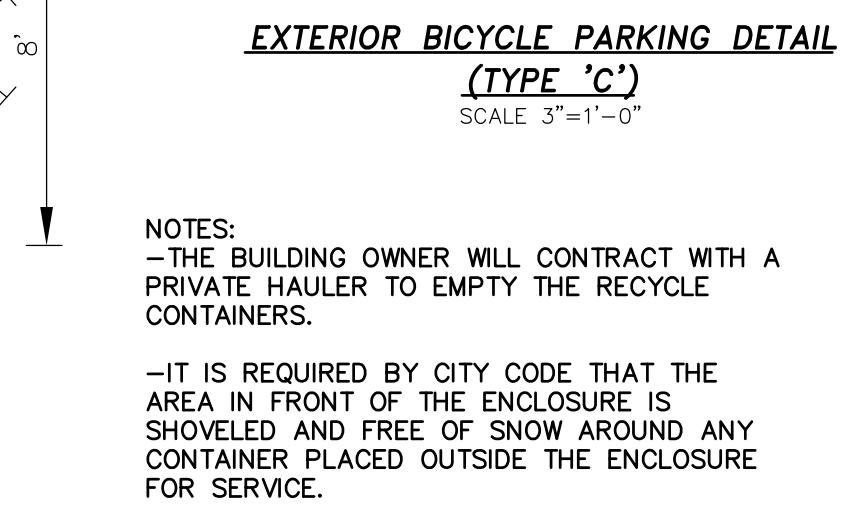 8'
EXTERIOR BICYCLE PARKING DETAIL
(TYPE 'C')
SCALE 3"=1'-0"
NOTES:
-THE BUILDING OWNER WILL CONTRACT WITH A
PRIVATE HAULER TO EMPTY THE RECYCLE
CONTAINERS.
-IT IS REQUIRED BY CITY CODE THAT THE
AREA IN FRONT OF THE ENCLOSURE IS
SHOVELED AND FREE OF SNOW AROUND ANY
CONTAINER PLACED OUTSIDE THE ENCLOSURE
FOR SERVICE.